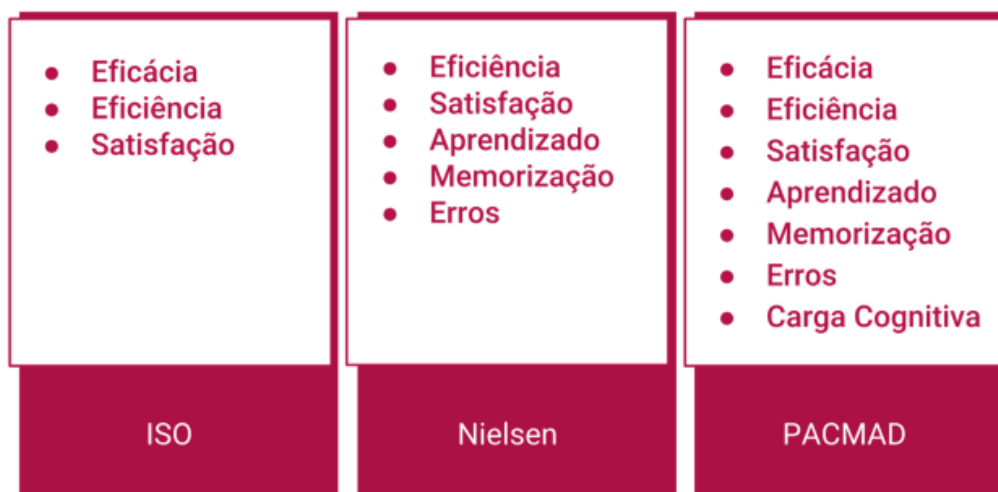 • Eficácia
• Eficiência
• Satisfação
ISO
• Eficiência
• Satisfação
• Aprendizado
• Memorização
• Erros
Nielsen
• Eficácia
• Eficiência
• Satisfação
• Aprendizado
• Memorização
• Erros
• Carga Cognitiva
PACMAD